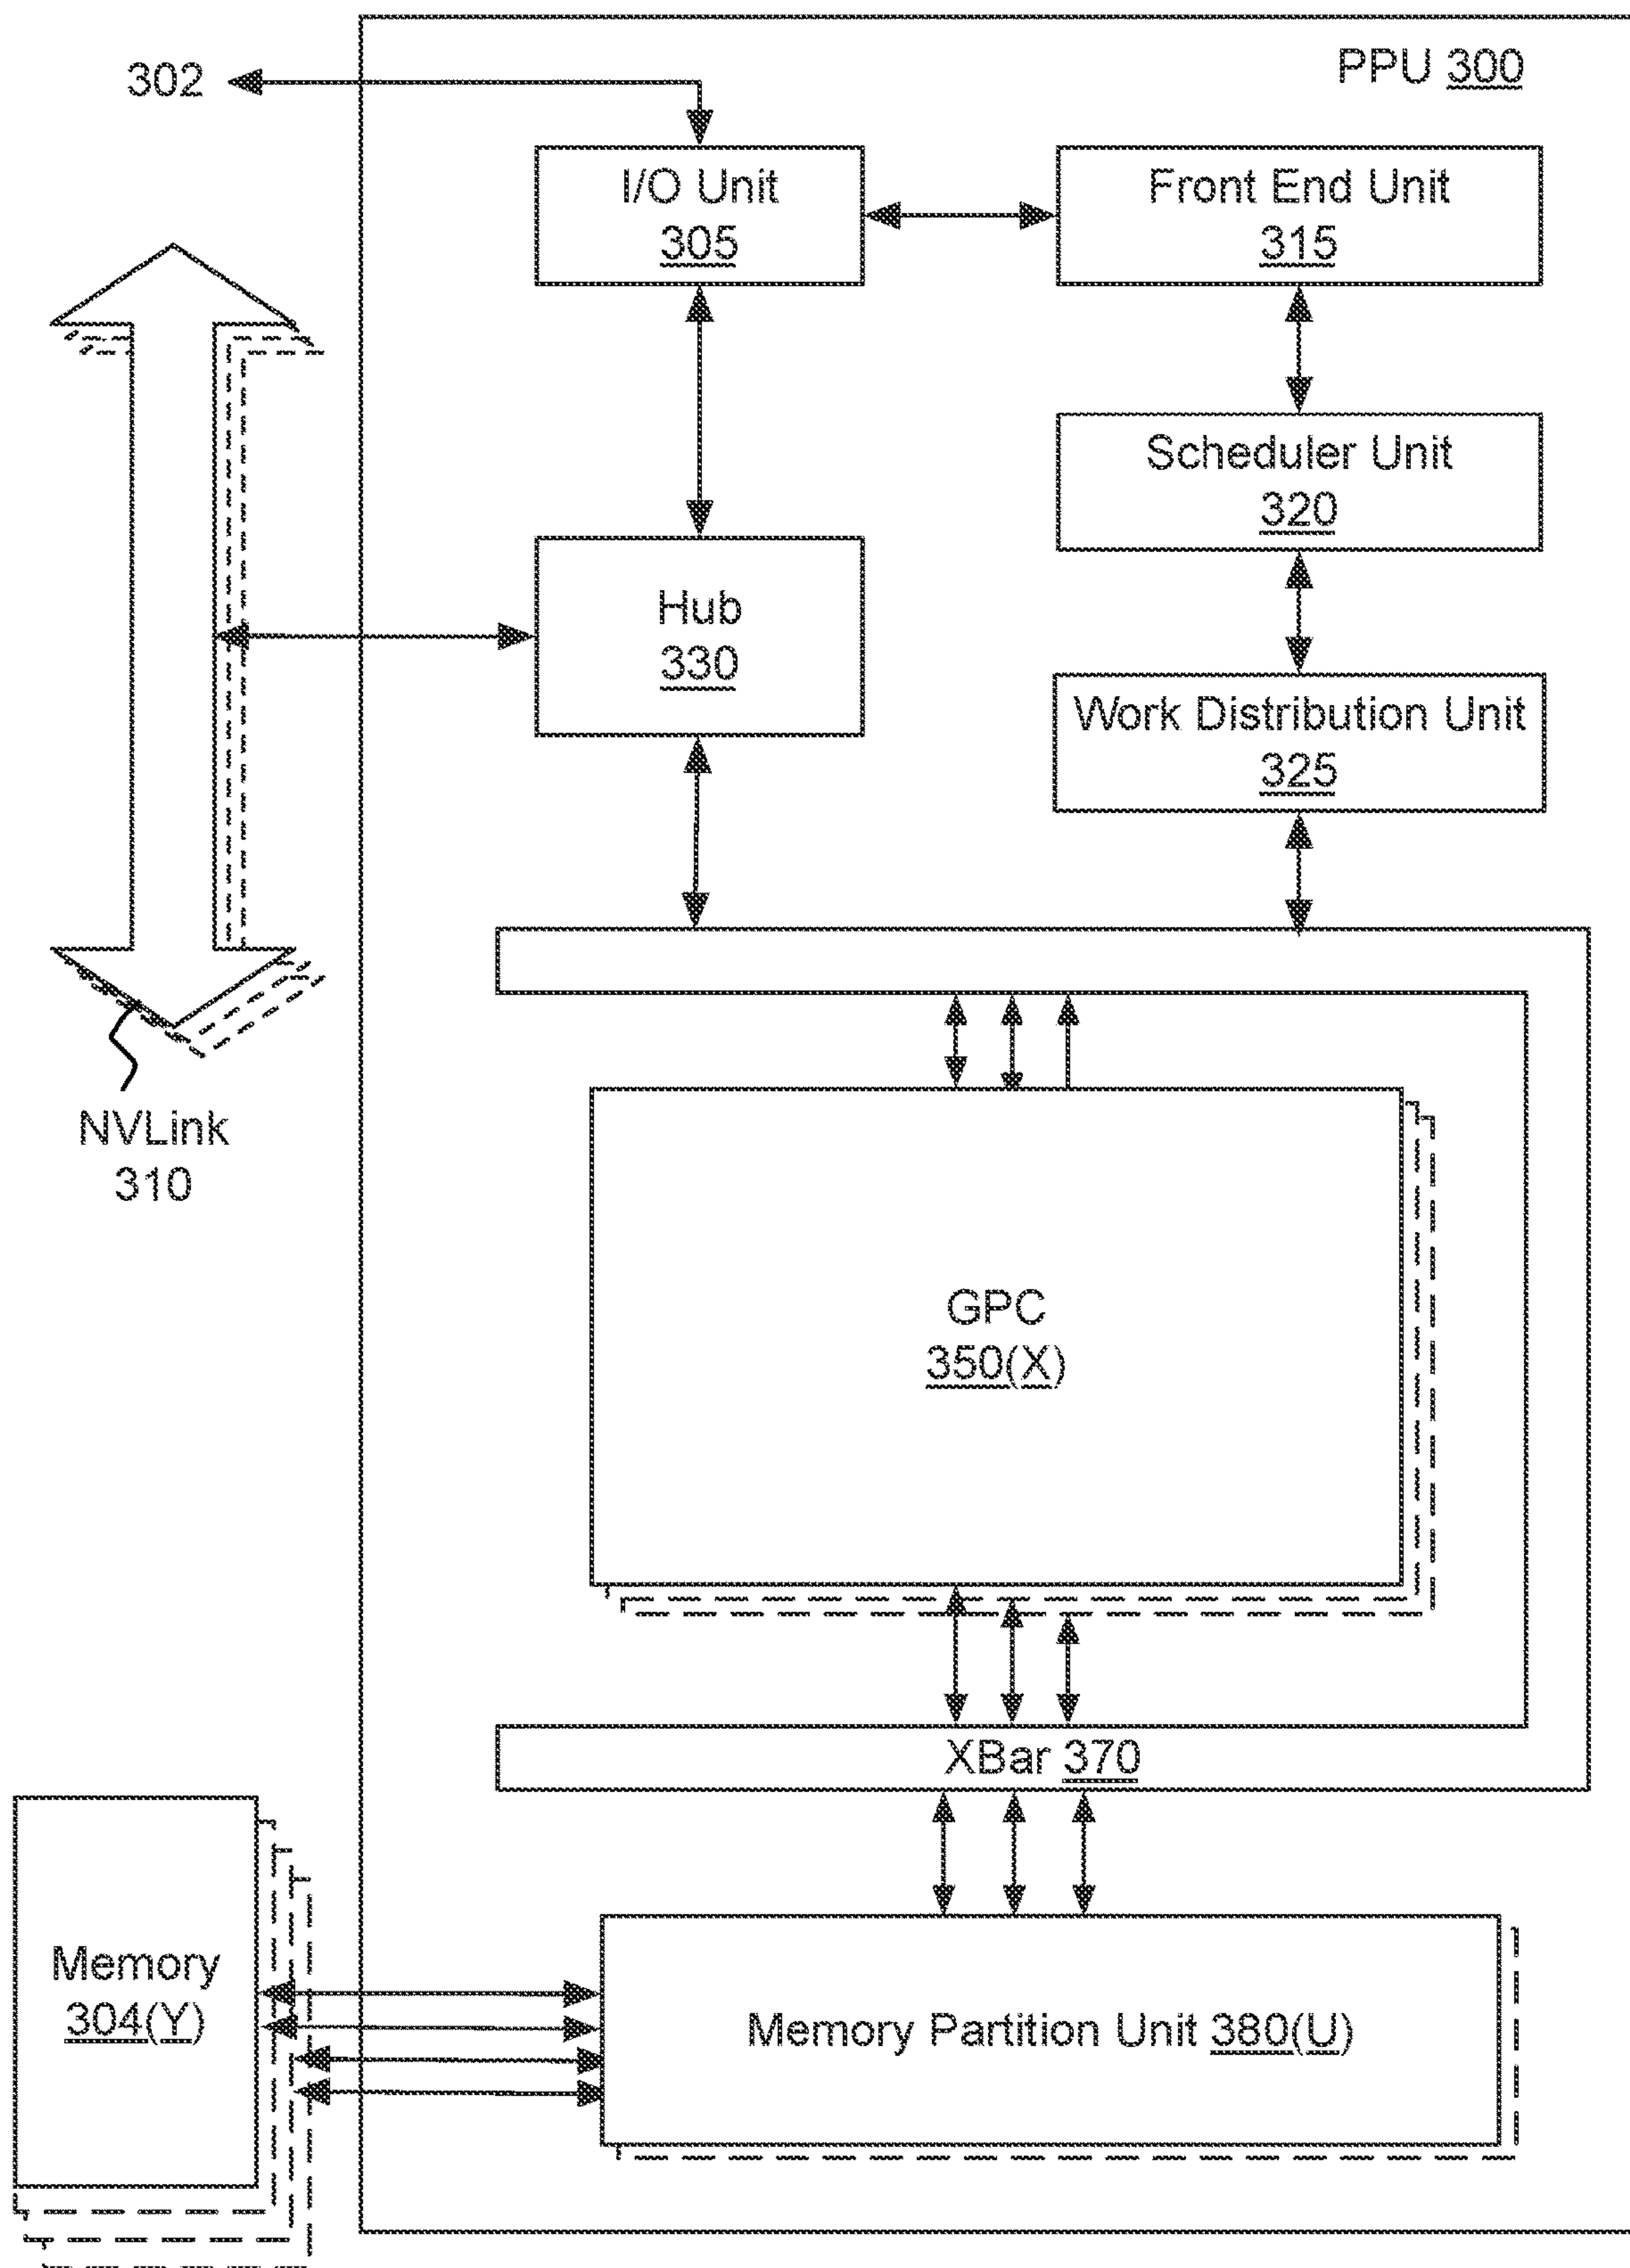 PPU 300
302
I/O Unit
305
Front End Unit
315
Scheduler Unit
320
Hub
330
Work Distribution Unit
325
NVLink
310
GPC
350(X)
XBar 370
Memory
304(Y)
Memory Partition Unit 380(U)